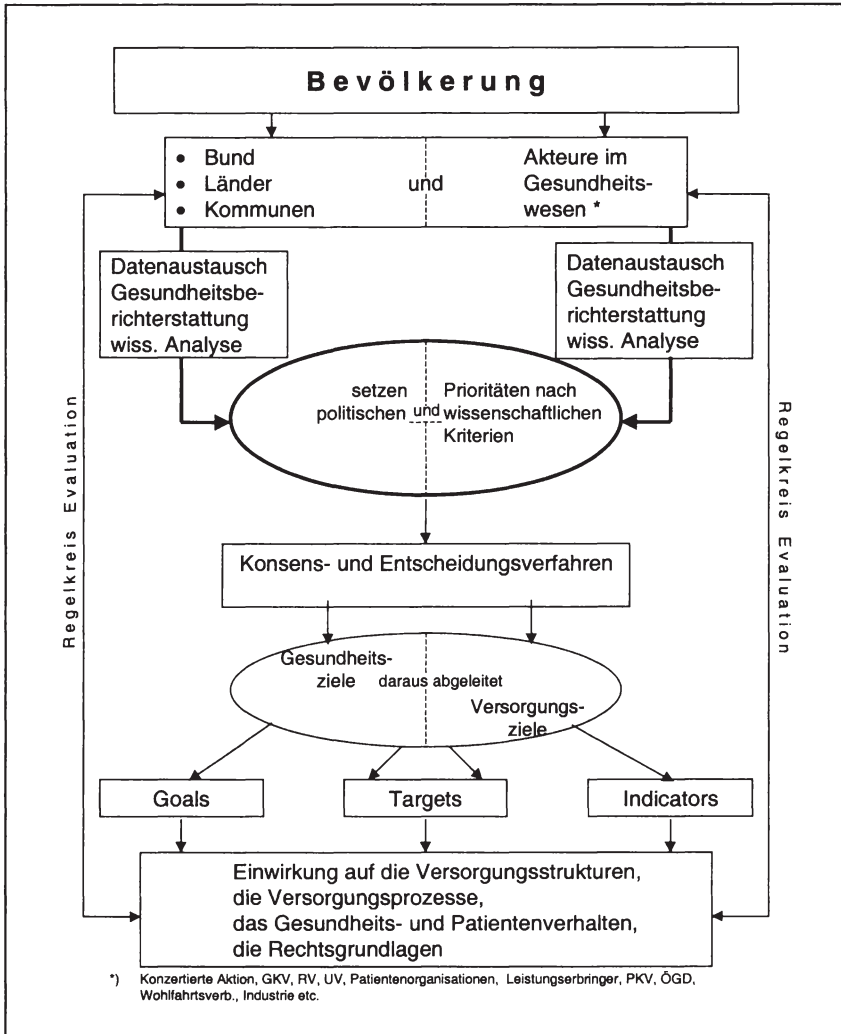 Bevölkerung
• Bund
• Länder
• Kommunen
und
Akteure im
Gesundheits-
wesen *
Datenaustausch
Gesundheitsbe-
richterstattung
wiss. Analyse
Datenaustausch
Gesundheitsbe-
richterstattung
wiss. Analyse
setzen Prioritäten nach
politischen und wissenschaftlichen
Kriterien
Regelkreis Evaluation
Regelkreis Evaluation
Konsens- und Entscheidungsverfahren
Gesundheits-
ziele
daraus abgeleitet
Versorgungs-
ziele
Goals
Targets
Indicators
Einwirkung auf die Versorgungsstrukturen,
die Versorgungsprozesse,
das Gesundheits- und Patientenverhalten,
die Rechtsgrundlagen
*) Konzertierte Aktion, GKV, RV, UV, Patientenorganisationen, Leistungserbringer, PKV, ÖGD,
Wohlfahrtsverb., Industrie etc.